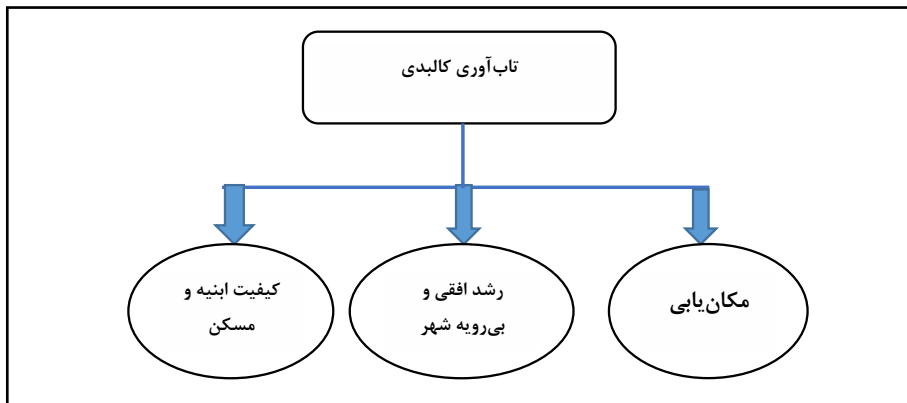 تاب‌آوری کالبدی
مکان‌یابی
رشد افقی و
بی‌رویه شهر
کیفیت ابنیه و
مسکن